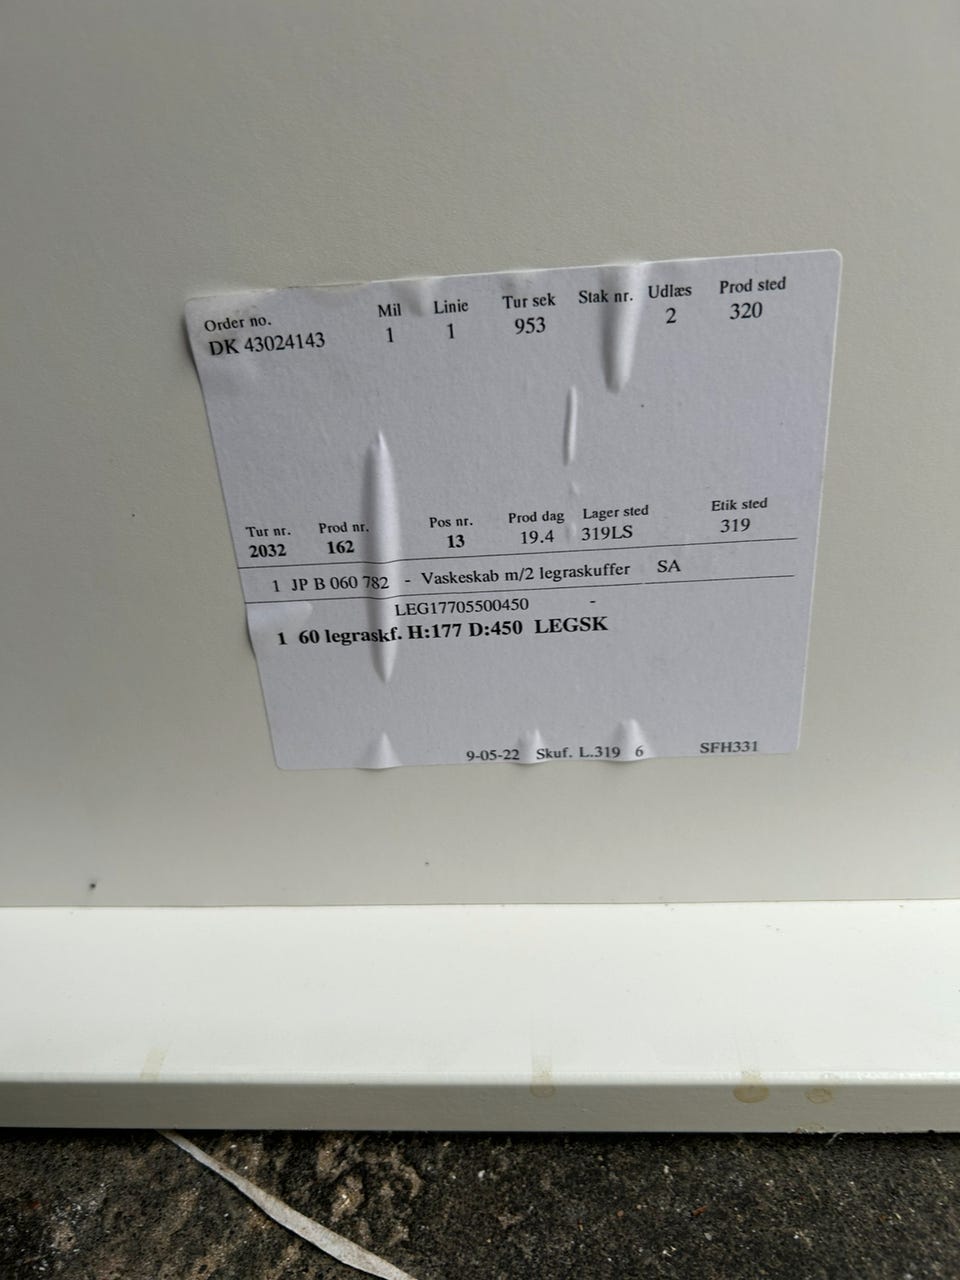 Order no. Mil Linie Tur sek Stak nr. Udlæs Prod sted
DK 43024143 1 1 953 2 320
Tur nr. Prod nr. Pos nr. Prod dag Lager sted Etik sted
2032 162 13 19.4 319LS 319
1 JP B 060 782 - Vaskeskab m/2 legraskuffer SA
LEG17705500450 -
1 60 legraskf. H:177 D:450 LEGSK
9-05-22 Skuf. L.319 6 SFH331